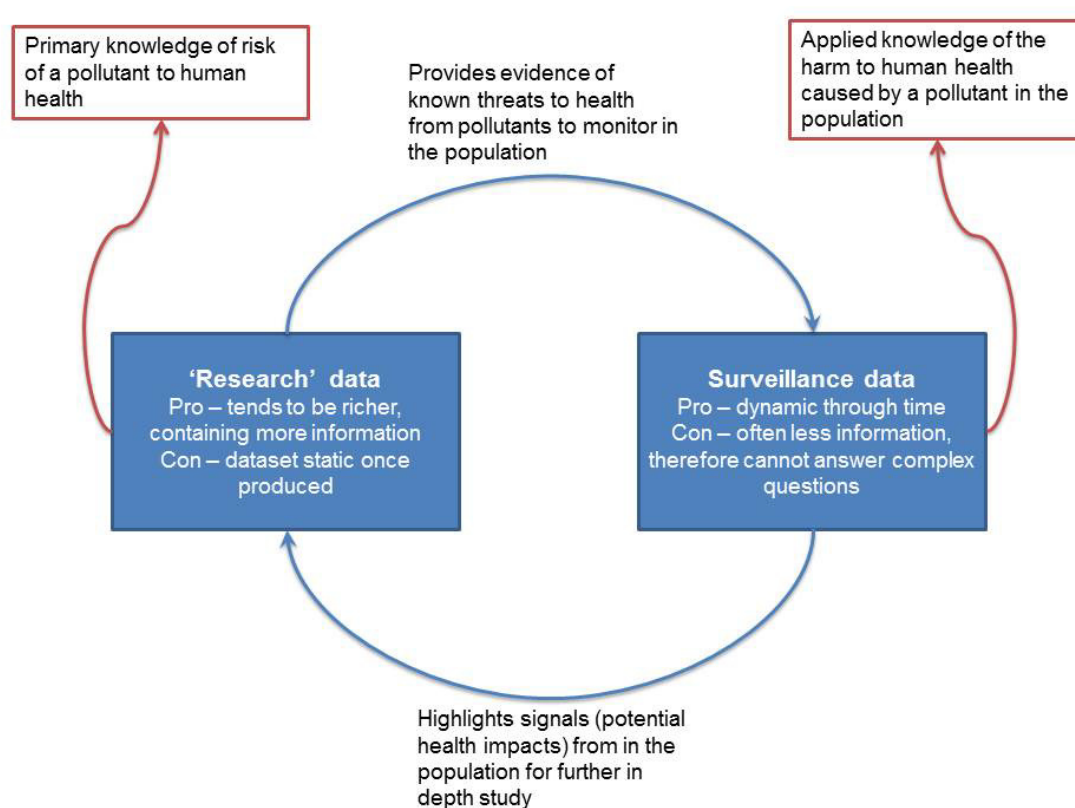 Primary knowledge of risk
of a pollutant to human
health
Provides evidence of
known threats to health
from pollutants to monitor in
the population
Applied knowledge of the
harm to human health
caused by a pollutant in the
population
‘Research’ data
Pro – tends to be richer,
containing more information
Con – dataset static once
produced
Surveillance data
Pro – dynamic through time
Con – often less information,
therefore cannot answer complex
questions
Highlights signals (potential
health impacts) from in the
population for further in
depth study